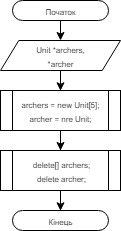 Початок
Unit *archers,
*archer
archers = new Unit[5];
archer = nre Unit;
delete[] archers;
delete archer;
Кінець